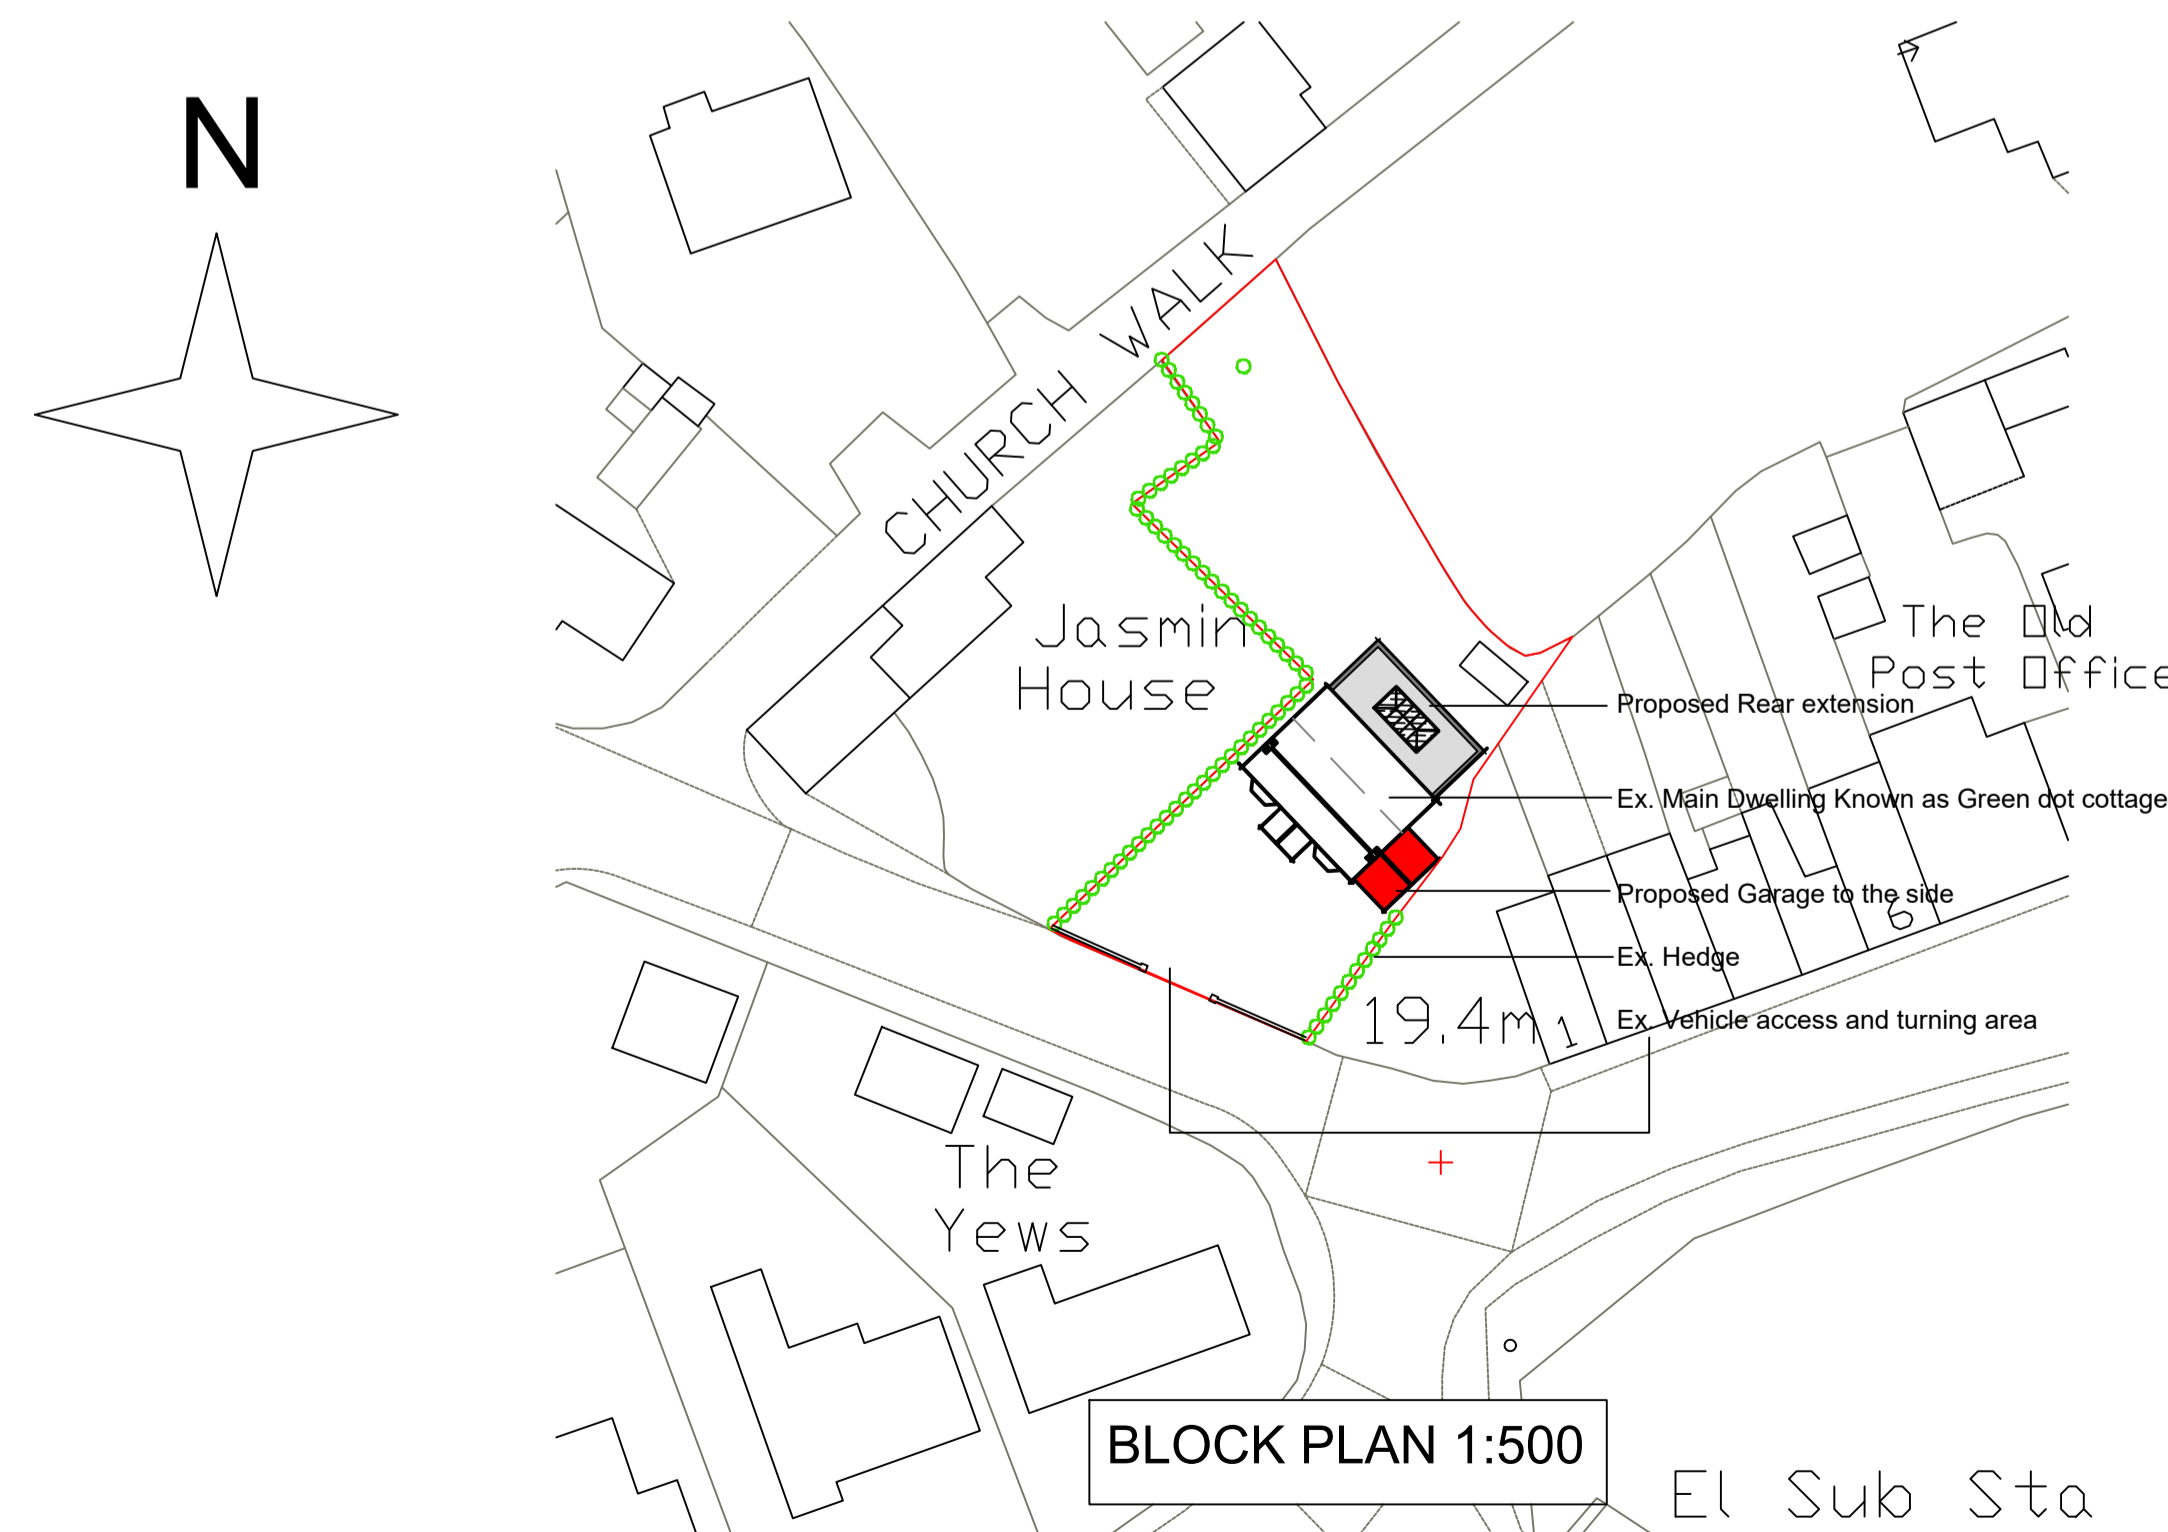 N
CHURCH WALK
Jasmin
House
The Old
Post Office
Proposed Rear extension
Ex. Main Dwelling Known as Green dot cottage
Proposed Garage to the side
6
Ex. Hedge
19.4m
1
Ex. Vehicle access and turning area
The
Yews
BLOCK PLAN 1:500
El Sub Sta